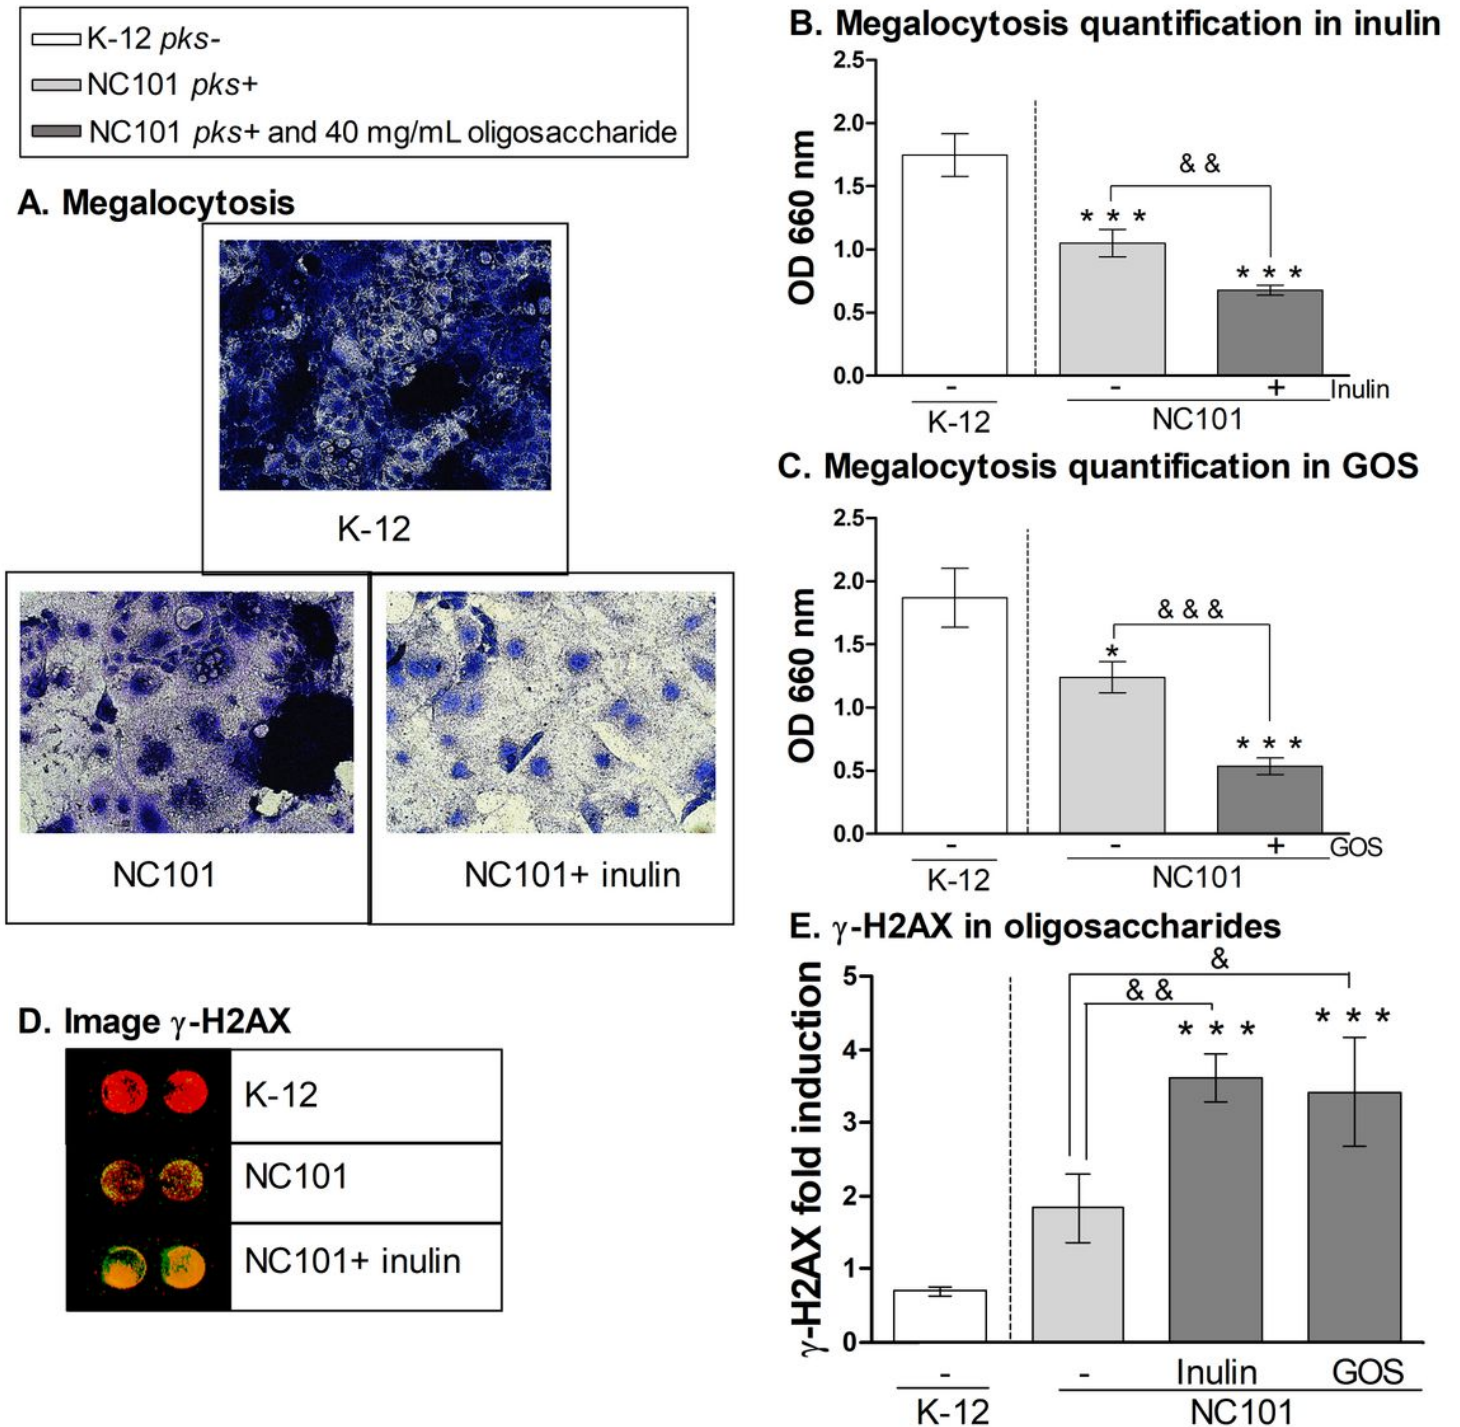 K-12 pks-
NC101 pks+
NC101 pks+ and 40 mg/mL oligosaccharide
A. Megalocytosis
K-12
NC101
NC101+ inulin
B. Megalocytosis quantification in inulin
OD 660 nm
2.5
2.0
1.5
1.0
0.5
0.0
& &
* * *
* * *
- - + Inulin
K-12 NC101
C. Megalocytosis quantification in GOS
OD 660 nm
2.5
2.0
1.5
1.0
0.5
0.0
& & &
*
* * *
- - + GOS
K-12 NC101
D. Image γ-H2AX
K-12
NC101
NC101+ inulin
E. γ-H2AX in oligosaccharides
γ-H2AX fold induction
5
4
3
2
1
0
&
& &
* * *
* * *
- - Inulin GOS
K-12 NC101